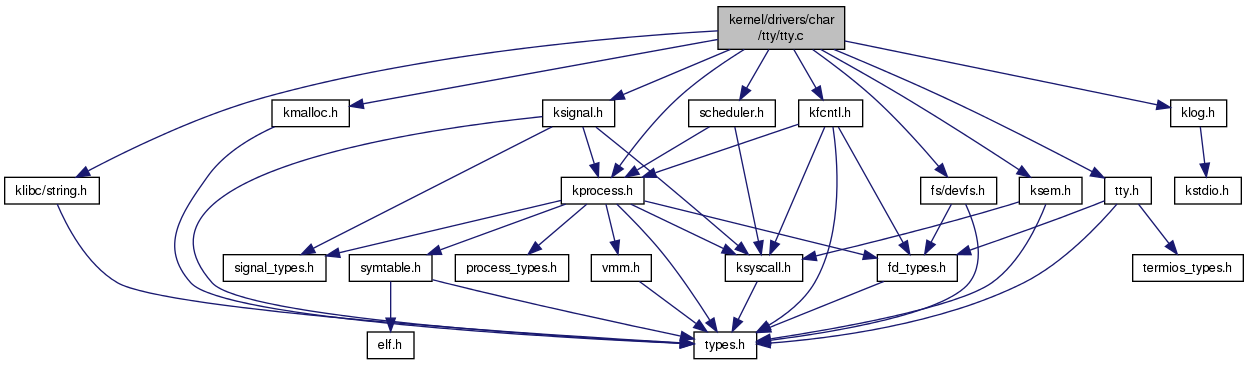 kernel/drivers/char
/tty/tty.c
kmalloc.h
ksignal.h
scheduler.h
kfcntl.h
klog.h
klibc/string.h
kprocess.h
fs/devfs.h
ksem.h
tty.h
kstdio.h
signal_types.h
symtable.h
process_types.h
vmm.h
ksyscall.h
fd_types.h
termios_types.h
elf.h
types.h